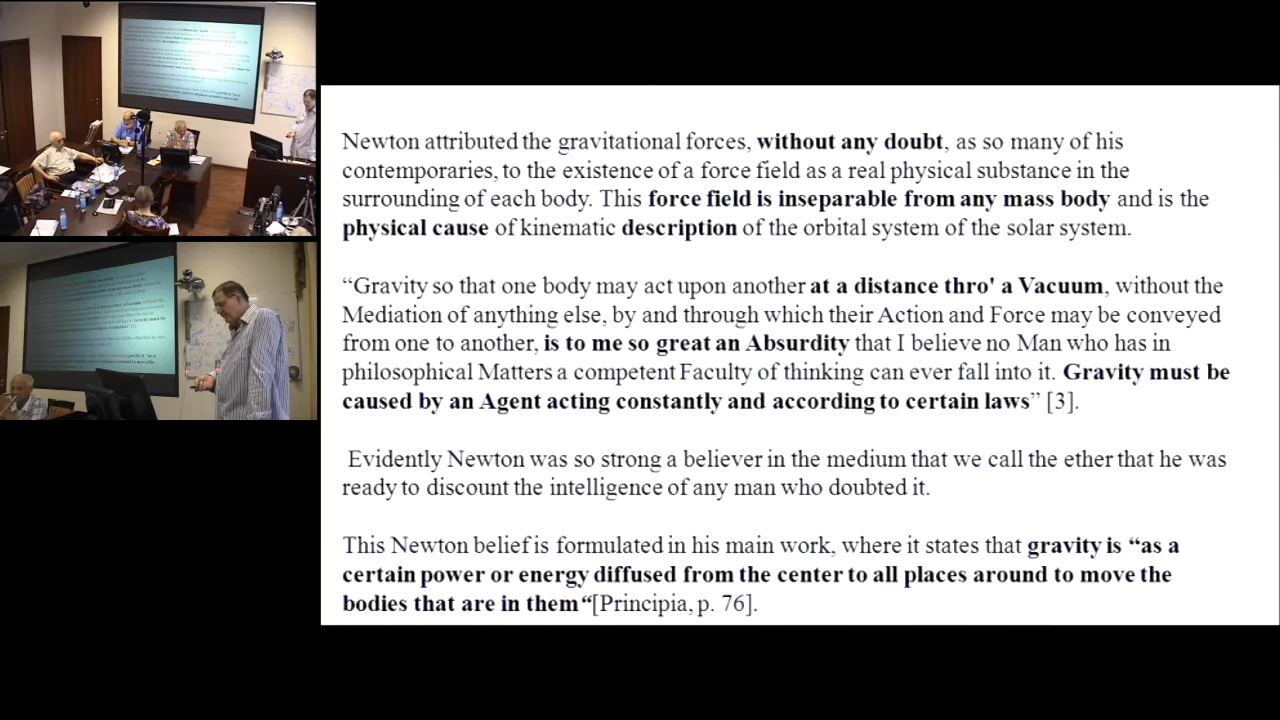 Newton attributed the gravitational forces, without any doubt, as so many of his
contemporaries, to the existence of a force field as a real physical substance in the
surrounding of each body. This force field is inseparable from any mass body and is the
physical cause of kinematic description of the orbital system of the solar system.
“Gravity so that one body may act upon another at a distance thro' a Vacuum, without the
Mediation of anything else, by and through which their Action and Force may be conveyed
from one to another, is to me so great an Absurdity that I believe no Man who has in
philosophical Matters a competent Faculty of thinking can ever fall into it. Gravity must be
caused by an Agent acting constantly and according to certain laws” [3].
Evidently Newton was so strong a believer in the medium that we call the ether that he was
ready to discount the intelligence of any man who doubted it.
This Newton belief is formulated in his main work, where it states that gravity is “as a
certain power or energy diffused from the center to all places around to move the
bodies that are in them“[Principia, p. 76].